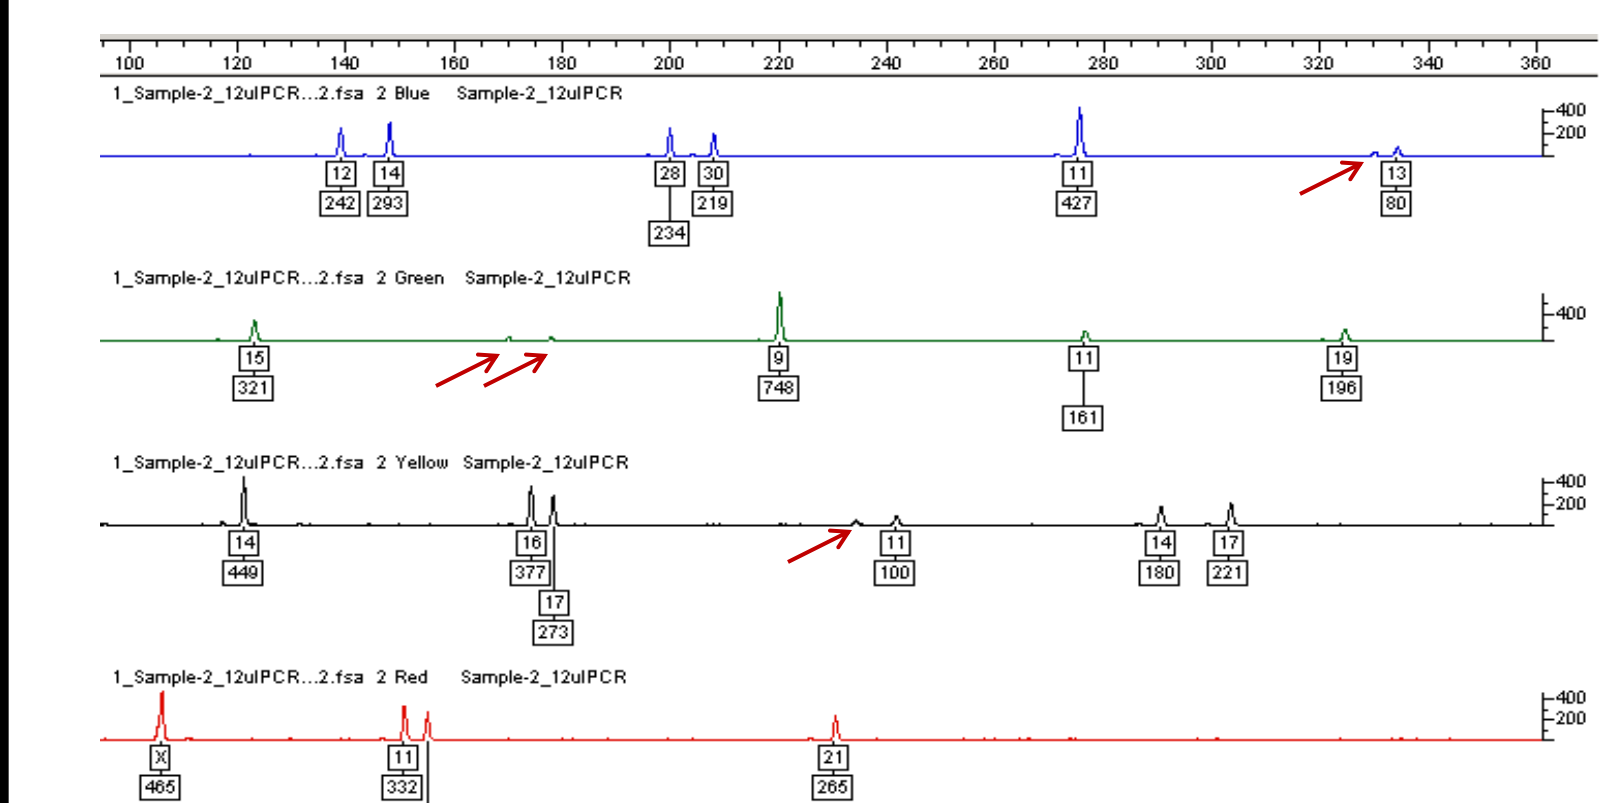 100 120 140 160 180 200 220 240 260 280 300 320 340 360
1_Sample-2_12ulPCR...2.fsa 2 Blue Sample-2_12ulPCR
400
200
12 14 28 30 11 13
242 293 219 427 80
234
1_Sample-2_12ulPCR...2.fsa 2 Green Sample-2_12ulPCR
400
15 9 11 19
321 748 196
161
1_Sample-2_12ulPCR...2.fsa 2 Yellow Sample-2_12ulPCR
400
200
14 16 11 14 17
449 377 100 180 221
17
273
1_Sample-2_12ulPCR...2.fsa 2 Red Sample-2_12ulPCR
400
200
X 11 21
465 332 265